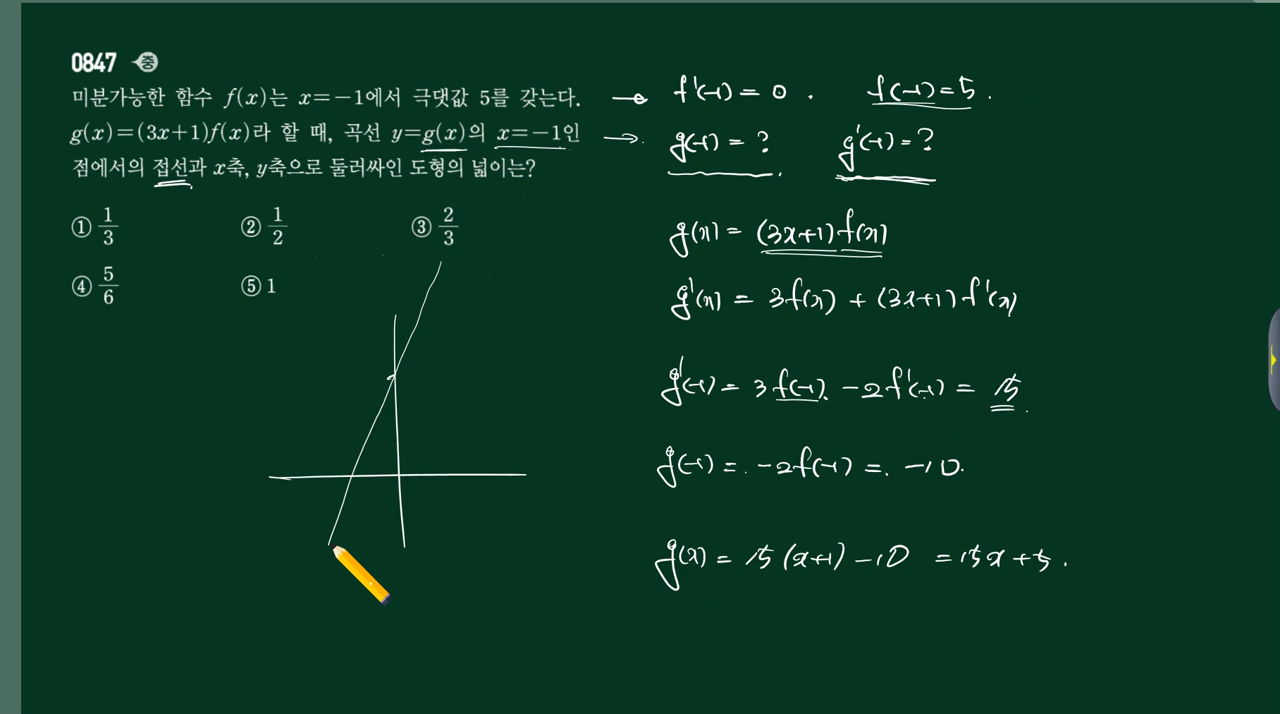 0847 중
미분가능한 함수 f(x)는 x=-1에서 극댓값 5를 갖는다.
g(x)=(3x+1)f(x)라 할 때, 곡선 y=g(x)의 x=-1인
점에서의 접선과 x축, y축으로 둘러싸인 도형의 넓이는?
① 1/3 ② 1/2 ③ 2/3
④ 5/6 ⑤ 1
→ f'(-1) = 0 . f(-1) = 5 .
→ g(-1) = ? . g'(-1) = ?
g(x) = (3x+1) f(x)
g'(x) = 3f(x) + (3x+1) f'(x)
g'(-1) = 3f(-1) - 2f'(-1) = 15 .
g(-1) = -2f(-1) = -10.
g(x) = 15(x+1) - 10 = 15x + 5 .